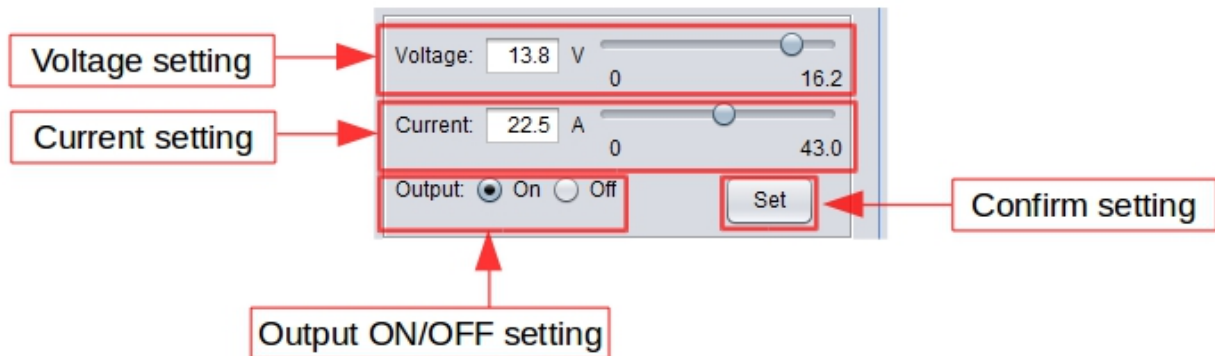 Voltage setting
Voltage: 13.8 V
0 16.2
Current setting
Current: 22.5 A
0 43.0
Output: On Off
Set
Confirm setting
Output ON/OFF setting